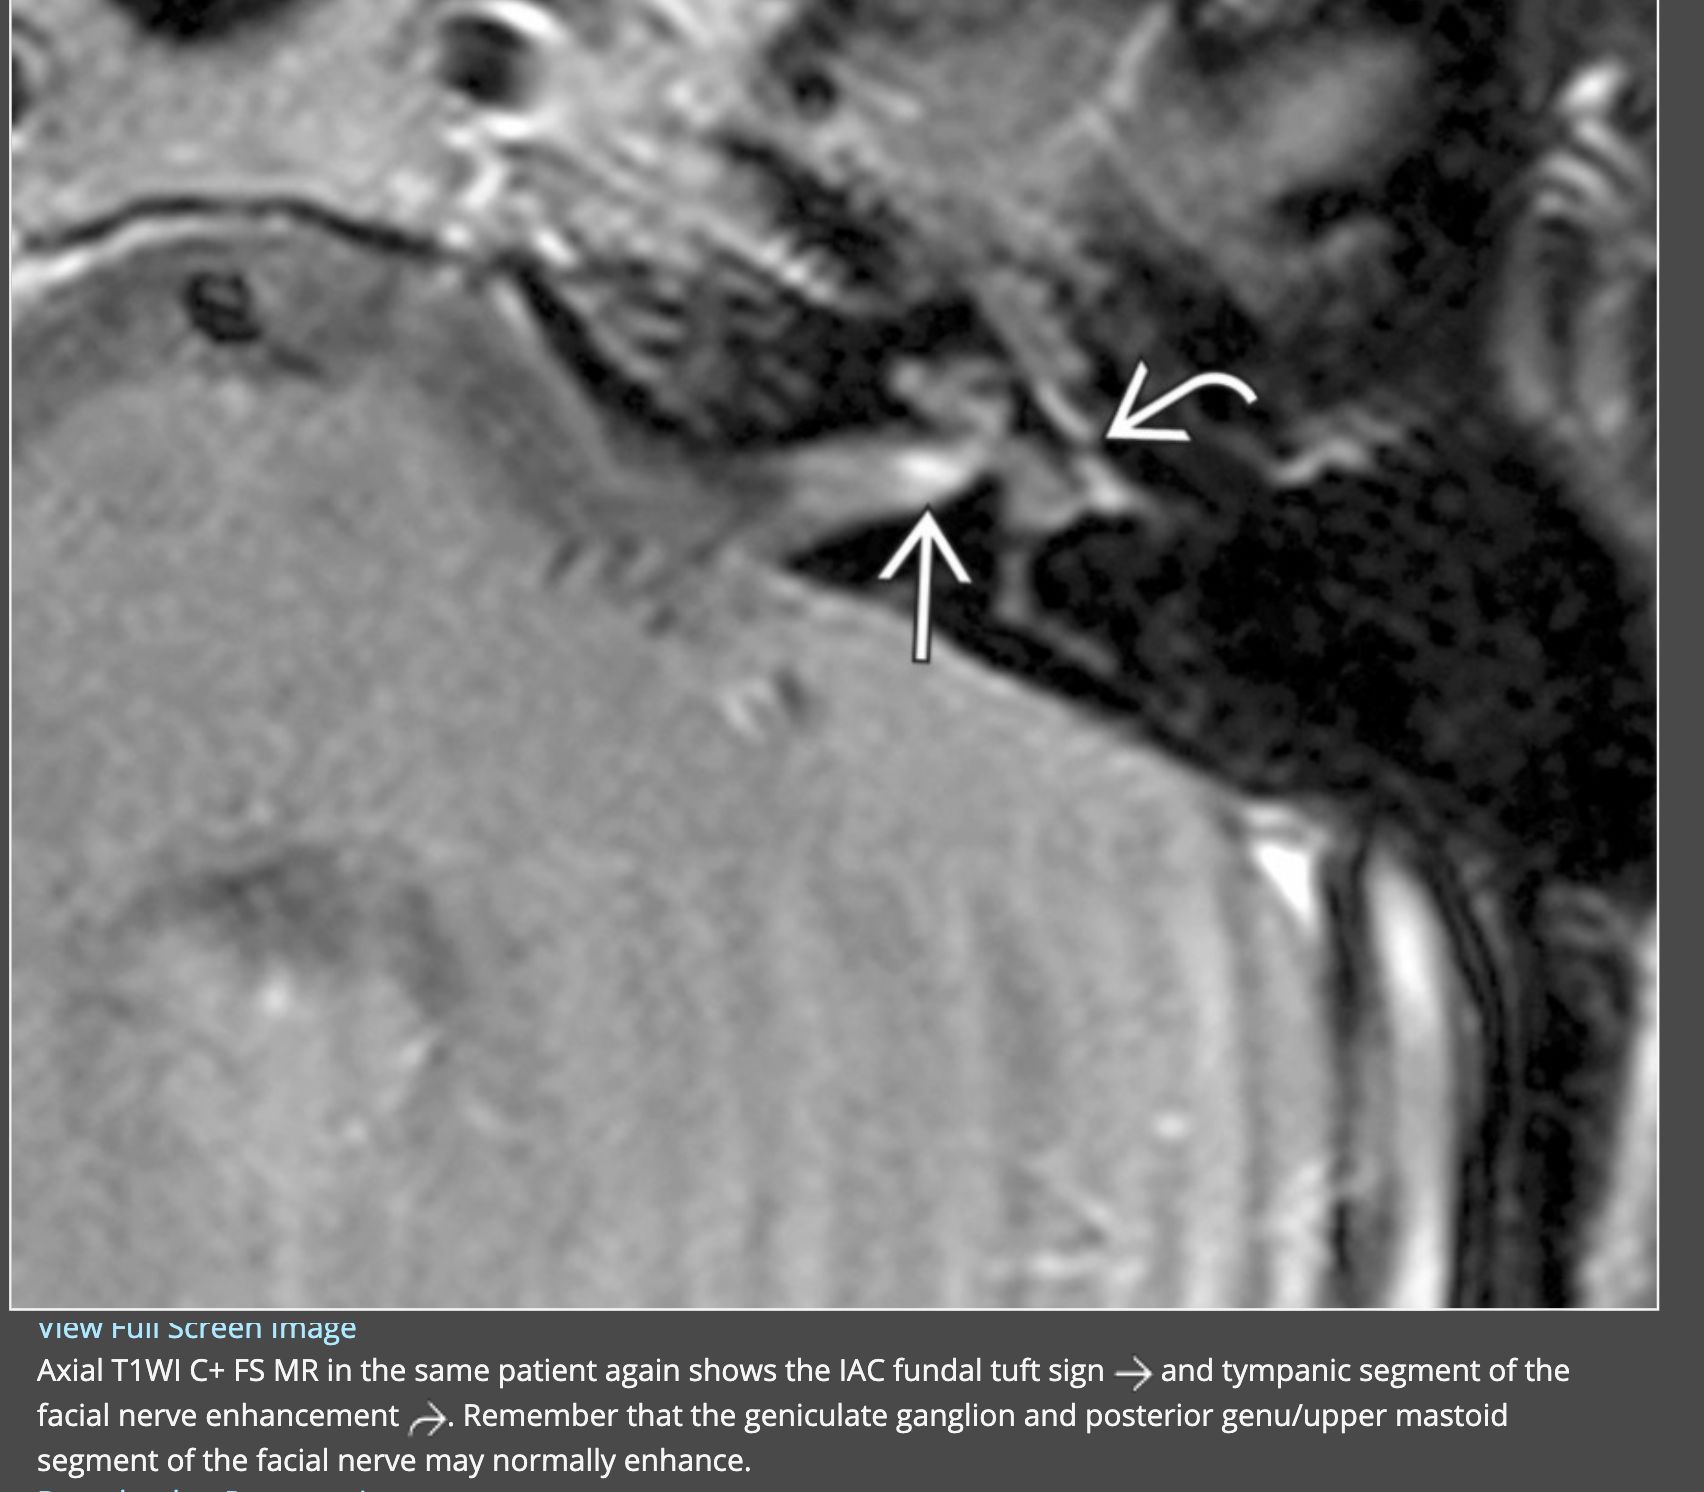 View Full Screen Image
Axial T1WI C+ FS MR in the same patient again shows the IAC fundal tuft sign → and tympanic segment of the
facial nerve enhancement ↷. Remember that the geniculate ganglion and posterior genu/upper mastoid
segment of the facial nerve may normally enhance.